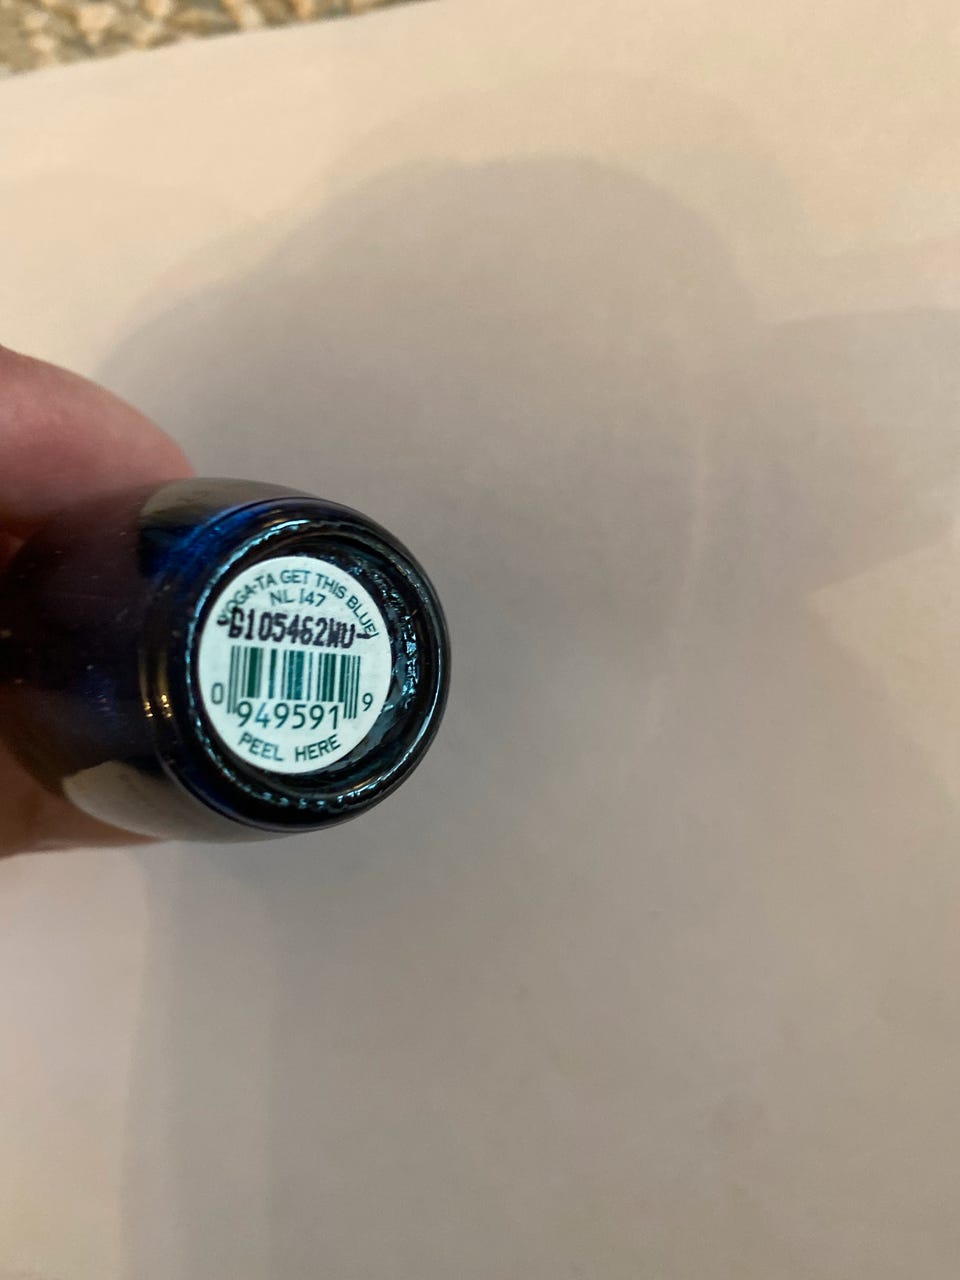 YOGA-TA GET THIS BLUE!
NL I47
G105462WU
0 949591 9
PEEL HERE